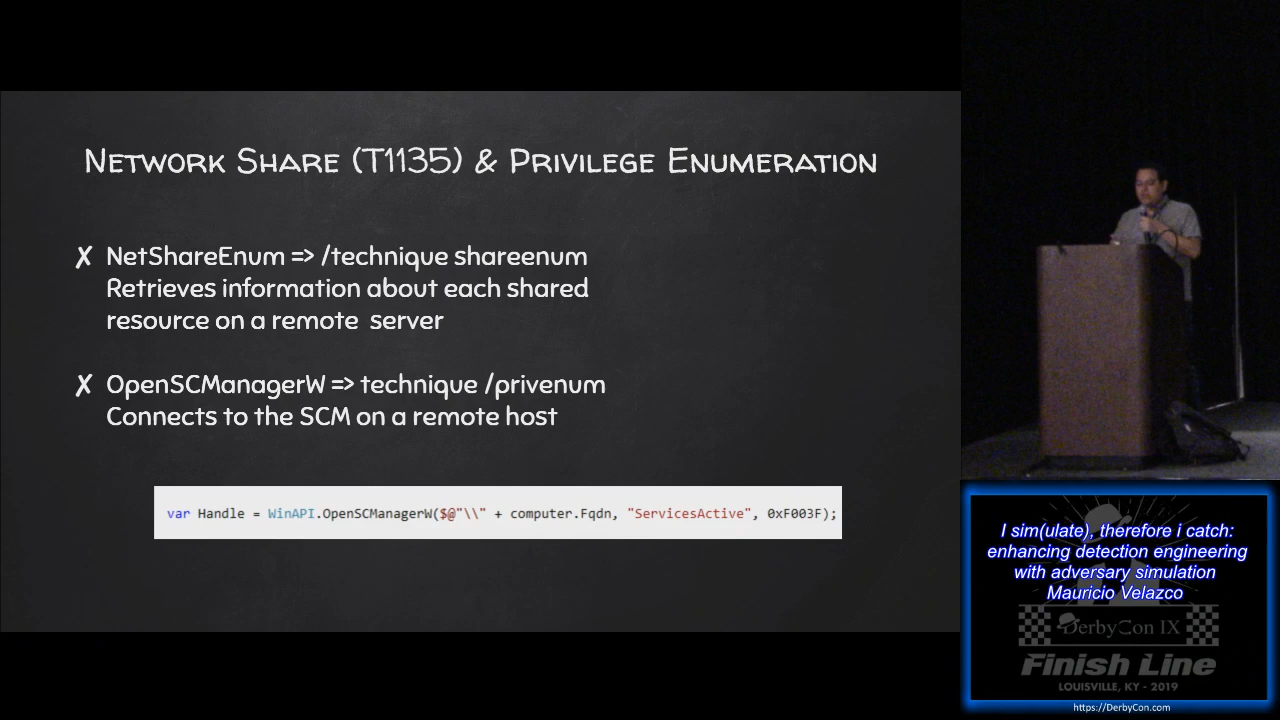 Network Share (T1135) & Privilege Enumeration
✗ NetShareEnum => /technique shareenum
Retrieves information about each shared
resource on a remote server
✗ OpenSCManagerW => technique /privenum
Connects to the SCM on a remote host
var Handle = WinAPI.OpenSCManagerW($@"\\" + computer.Fqdn, "ServicesActive", 0xF003F);
I sim(ulate), therefore i catch:
enhancing detection engineering
with adversary simulation
Mauricio Velazco
DerbyCon IX
Finish Line
LOUISVILLE, KY - 2019
https://DerbyCon.com